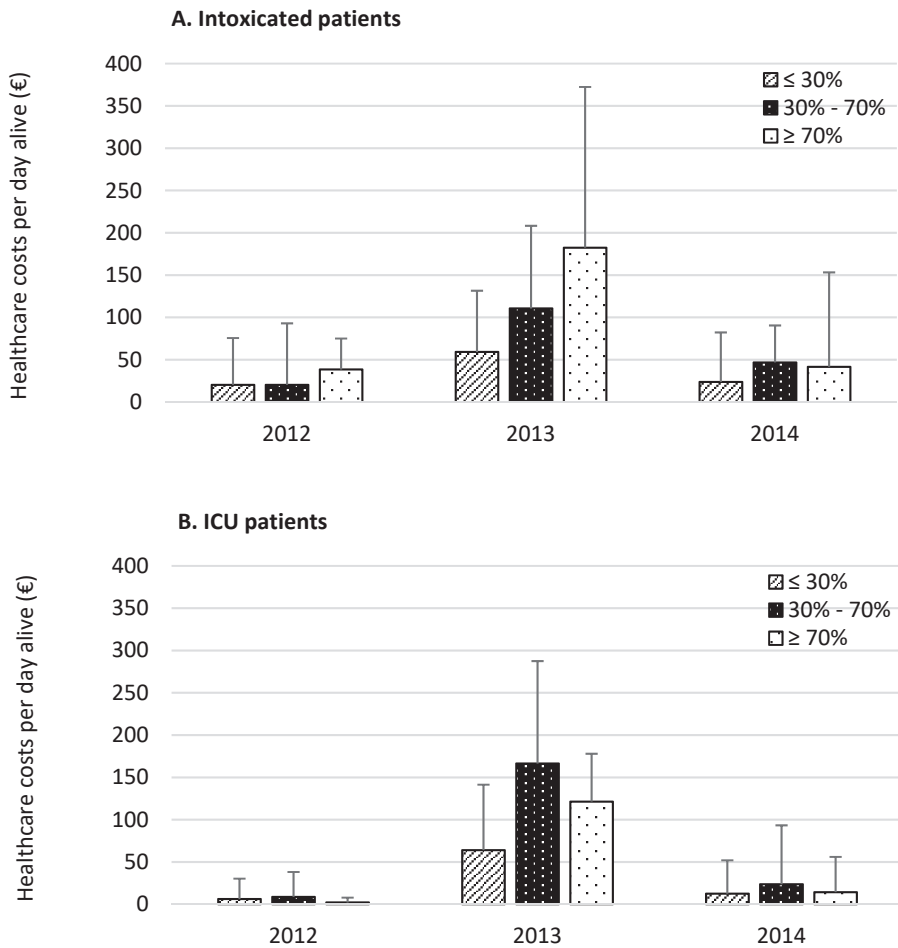 A. Intoxicated patients
Healthcare costs per day alive (€)
400
350
300
250
200
150
100
50
0
≤ 30%
30% - 70%
≥ 70%
2012 2013 2014
B. ICU patients
Healthcare costs per day alive (€)
400
350
300
250
200
150
100
50
0
≤ 30%
30% - 70%
≥ 70%
2012 2013 2014